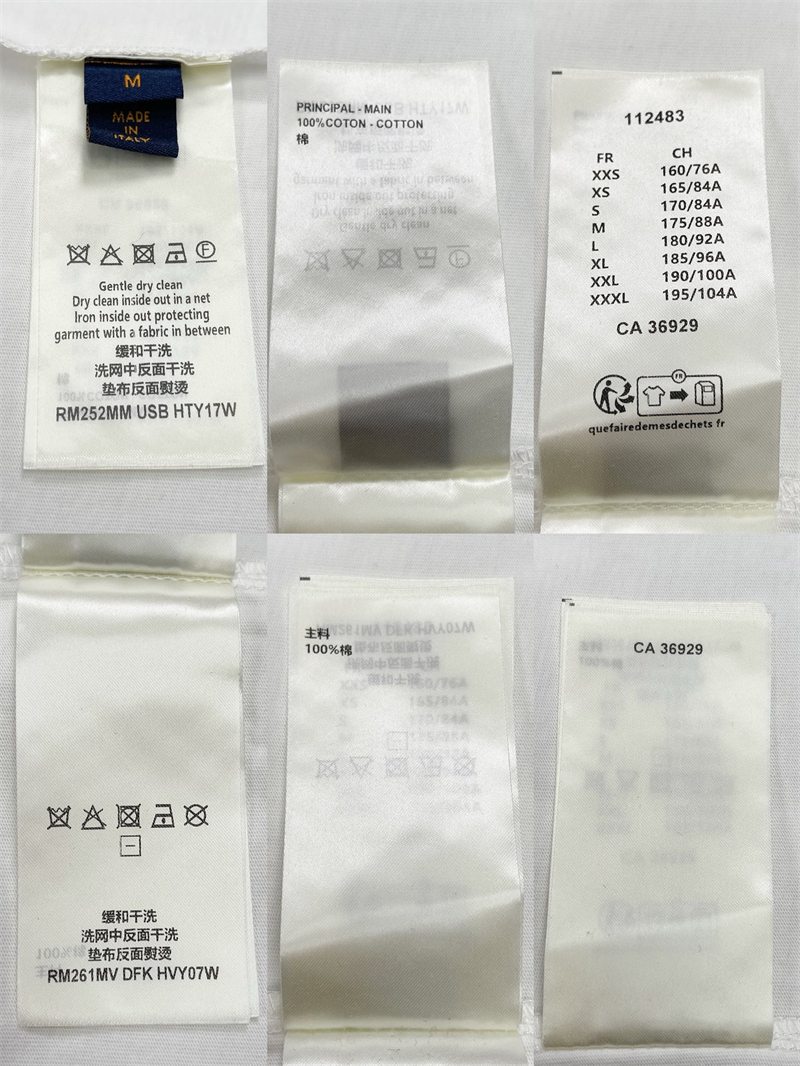 M
MADE
IN
ITALY
F
Gentle dry clean
Dry clean inside out in a net
Iron inside out protecting
garment with a fabric in between
缓和干洗
洗网中反面干洗
垫布反面熨烫
RM252MM USB HTY17W
PRINCIPAL - MAIN
100%COTON - COTTON
棉
112483
FR CH
XXS 160/76A
XS 165/84A
S 170/84A
M 175/88A
L 180/92A
XL 185/96A
XXL 190/100A
XXXL 195/104A
CA 36929
FR
quefairedemesdechets fr
缓和干洗
洗网中反面干洗
垫布反面熨烫
RM261MV DFK HVY07W
主料
100%棉
CA 36929